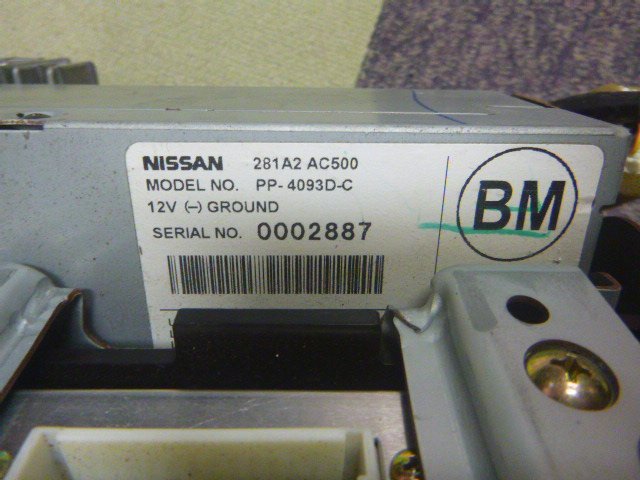 NISSAN 281A2 AC500
MODEL NO. PP-4093D-C
12V (–) GROUND
SERIAL NO. 0002887
BM